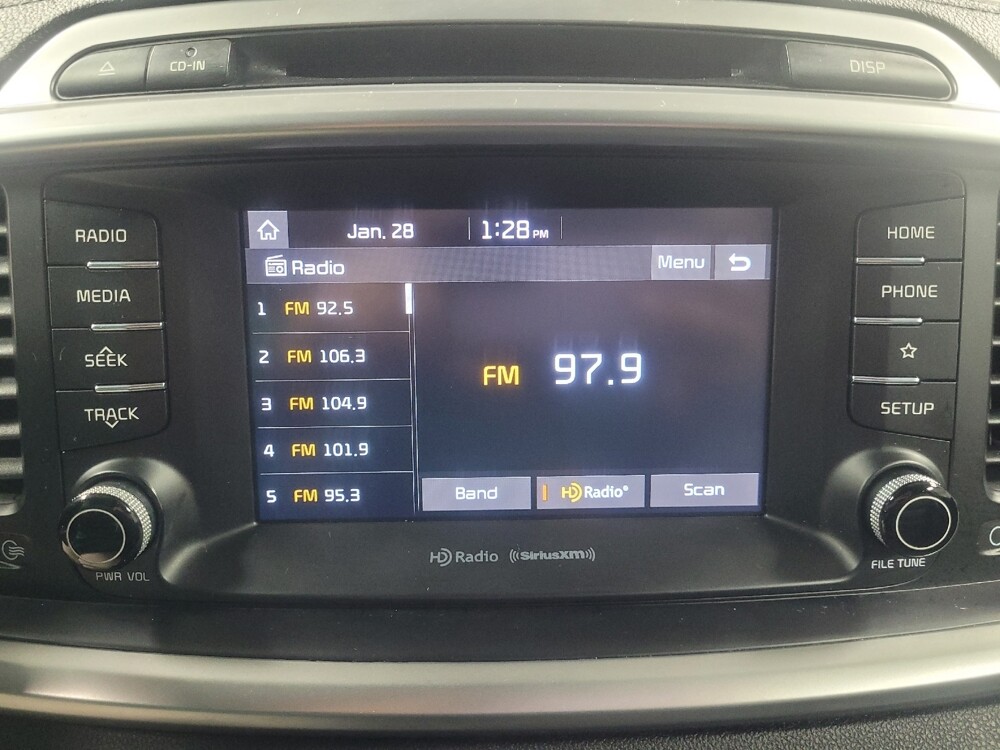 CD-IN
DISP
RADIO
MEDIA
SEEK
TRACK
PWR VOL
Jan. 28
1:28 PM
Radio
Menu
1 FM 92.5
2 FM 106.3
3 FM 104.9
4 FM 101.9
5 FM 95.3
FM 97.9
Band
HD Radio®
Scan
HD Radio
((SiriusXM))
HOME
PHONE
SETUP
FILE TUNE